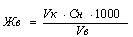 Жв = Vк · Сн · 1000 / Vв